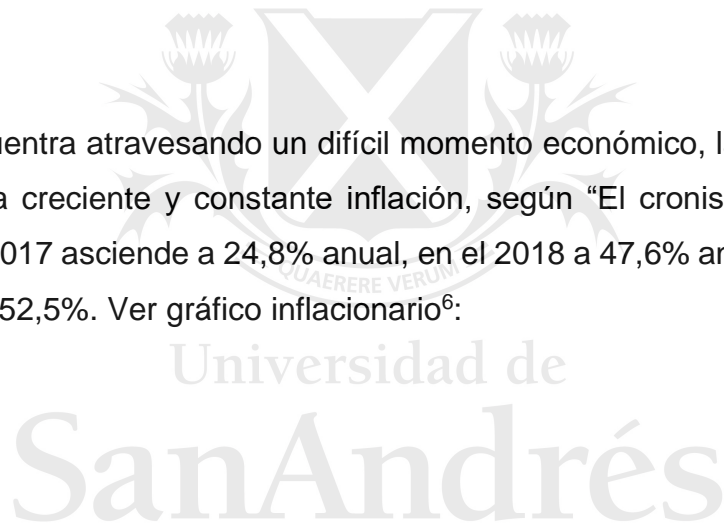 uentra atravesando un difícil momento económico, l
a creciente y constante inflación, según “El cronis
2017 asciende a 24,8% anual, en el 2018 a 47,6% an
52,5%. Ver gráfico inflacionario⁶:
QUAERERE VERUM
Universidad de
SanAndrés